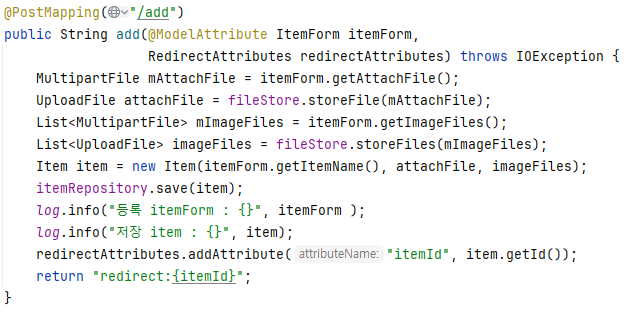 @PostMapping("/add")
public String add(@ModelAttribute ItemForm itemForm,
                  RedirectAttributes redirectAttributes) throws IOException {
    MultipartFile mAttachFile = itemForm.getAttachFile();
    UploadFile attachFile = fileStore.storeFile(mAttachFile);
    List<MultipartFile> mImageFiles = itemForm.getImageFiles();
    List<UploadFile> imageFiles = fileStore.storeFiles(mImageFiles);
    Item item = new Item(itemForm.getItemName(), attachFile, imageFiles);
    itemRepository.save(item);
    log.info("등록 itemForm : {}", itemForm );
    log.info("저장 item : {}", item);
    redirectAttributes.addAttribute( attributeName: "itemId", item.getId());
    return "redirect:{itemId}";
}